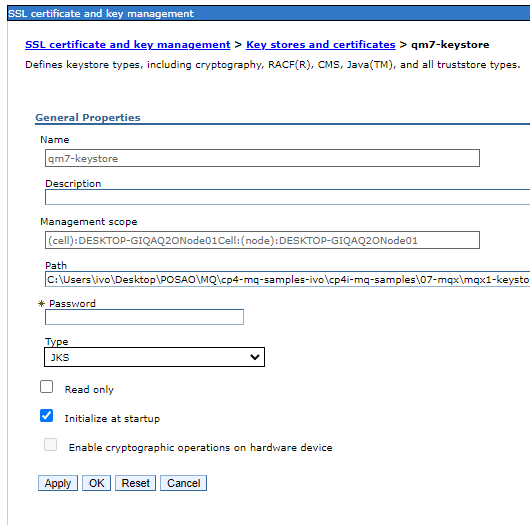 SSL certificate and key management
SSL certificate and key management > Key stores and certificates > qm7-keystore
Defines keystore types, including cryptography, RACF(R), CMS, Java(TM), and all truststore types.
General Properties
Name
qm7-keystore
Description
Management scope
(cell):DESKTOP-GIQAQ2ONode01Cell:(node):DESKTOP-GIQAQ2ONode01
Path
C:\Users\ivo\Desktop\POSAO\MQ\cp4-mq-samples-ivo\cp4i-mq-samples\07-mqx\mqx1-keysto
* Password
Type
JKS
Read only
Initialize at startup
Enable cryptographic operations on hardware device
Apply OK Reset Cancel